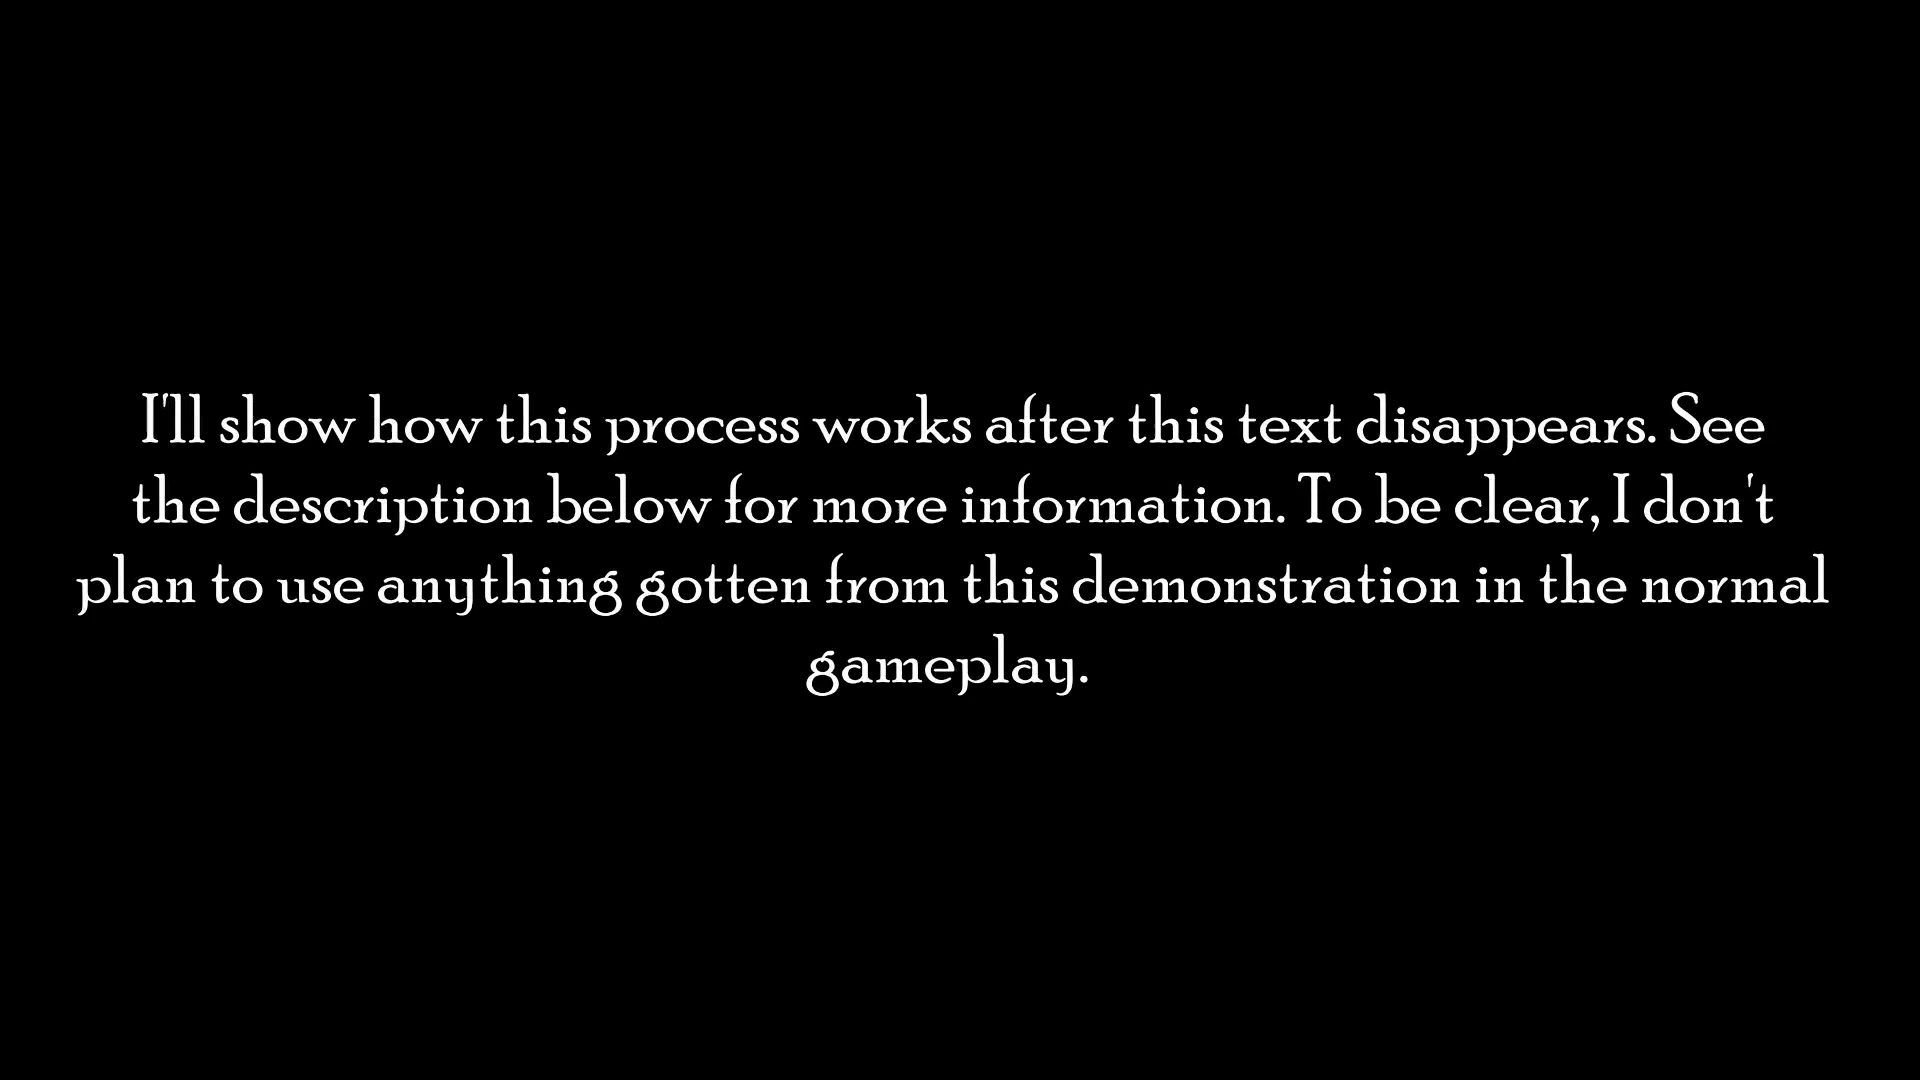 I'll show how this process works after this text disappears. See
the description below for more information. To be clear, I don't
plan to use anything gotten from this demonstration in the normal
gameplay.